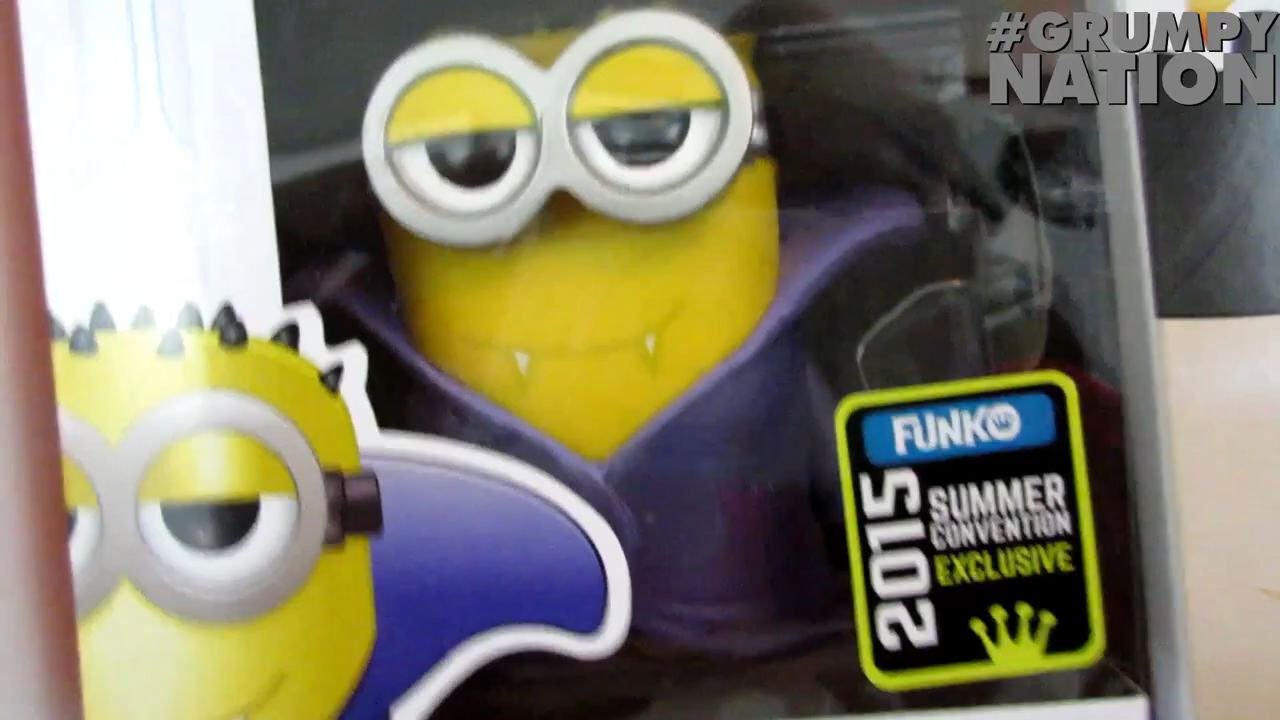 #GRUMPY
NATION
FUNKO
2015
SUMMER
CONVENTION
EXCLUSIVE